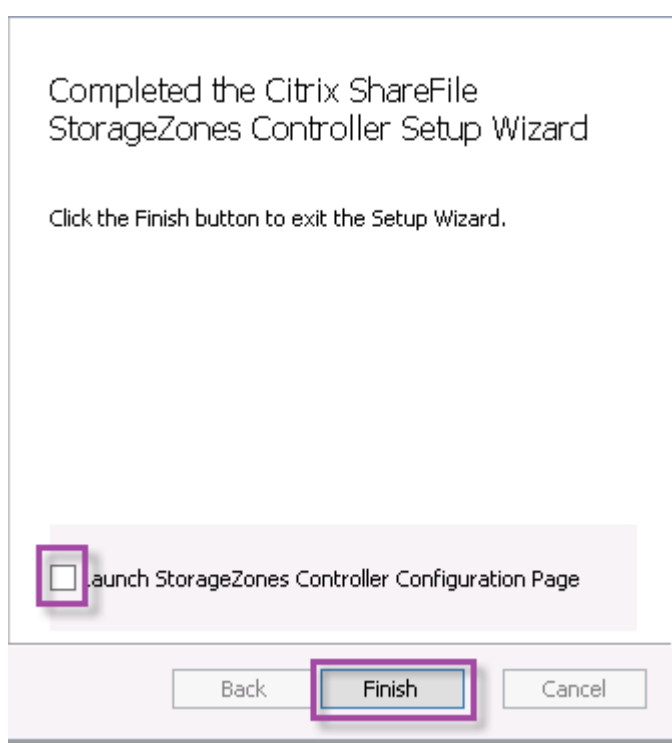 Completed the Citrix ShareFile
StorageZones Controller Setup Wizard
Click the Finish button to exit the Setup Wizard.
Launch StorageZones Controller Configuration Page
Back Finish Cancel